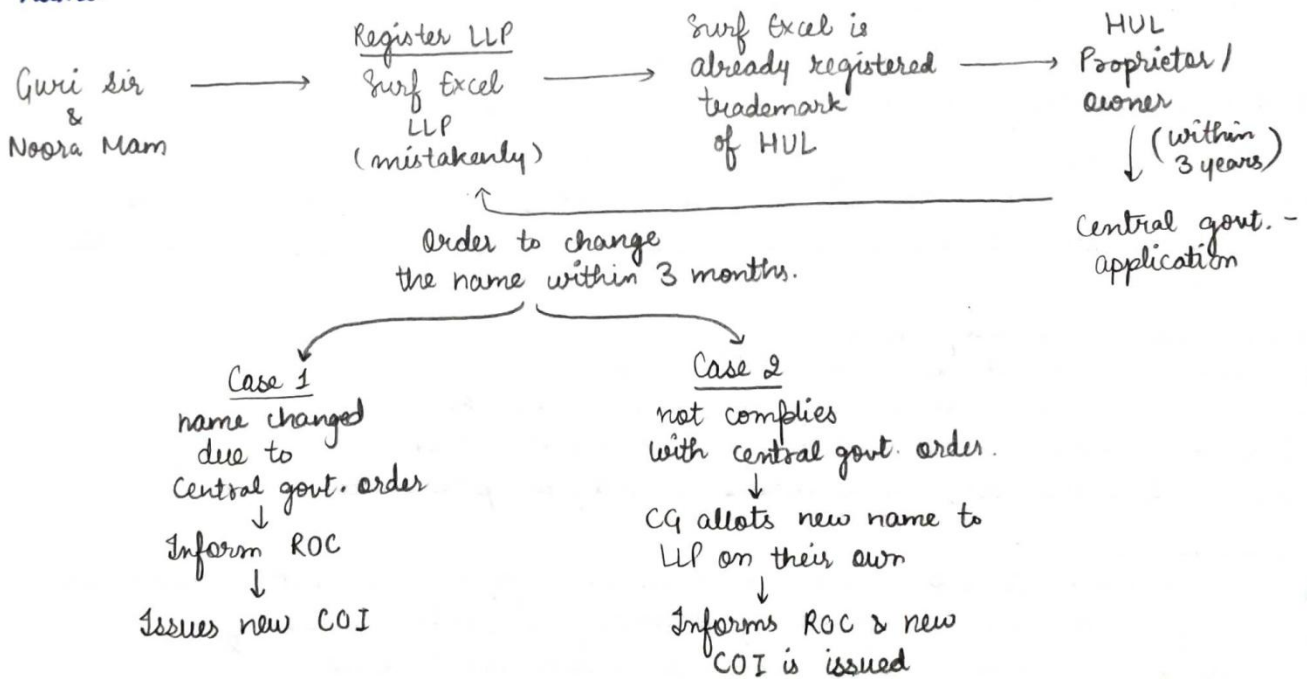 Guri Sir
&
Noora Mam
Register LLP
Surf Excel
LLP
(mistakenly)
Surf Excel is
already registered
trademark
of HUL
HUL
Proprietor/
owner
(within
3 years)
Central govt. -
application
Order to change
the name within 3 months.
Case 1
name changed
due to
Central govt. order
Inform ROC
Issues new COI
Case 2
not complies
with central govt. order.
CG allots new name to
LLP on their own
Informs ROC & new
COI is issued